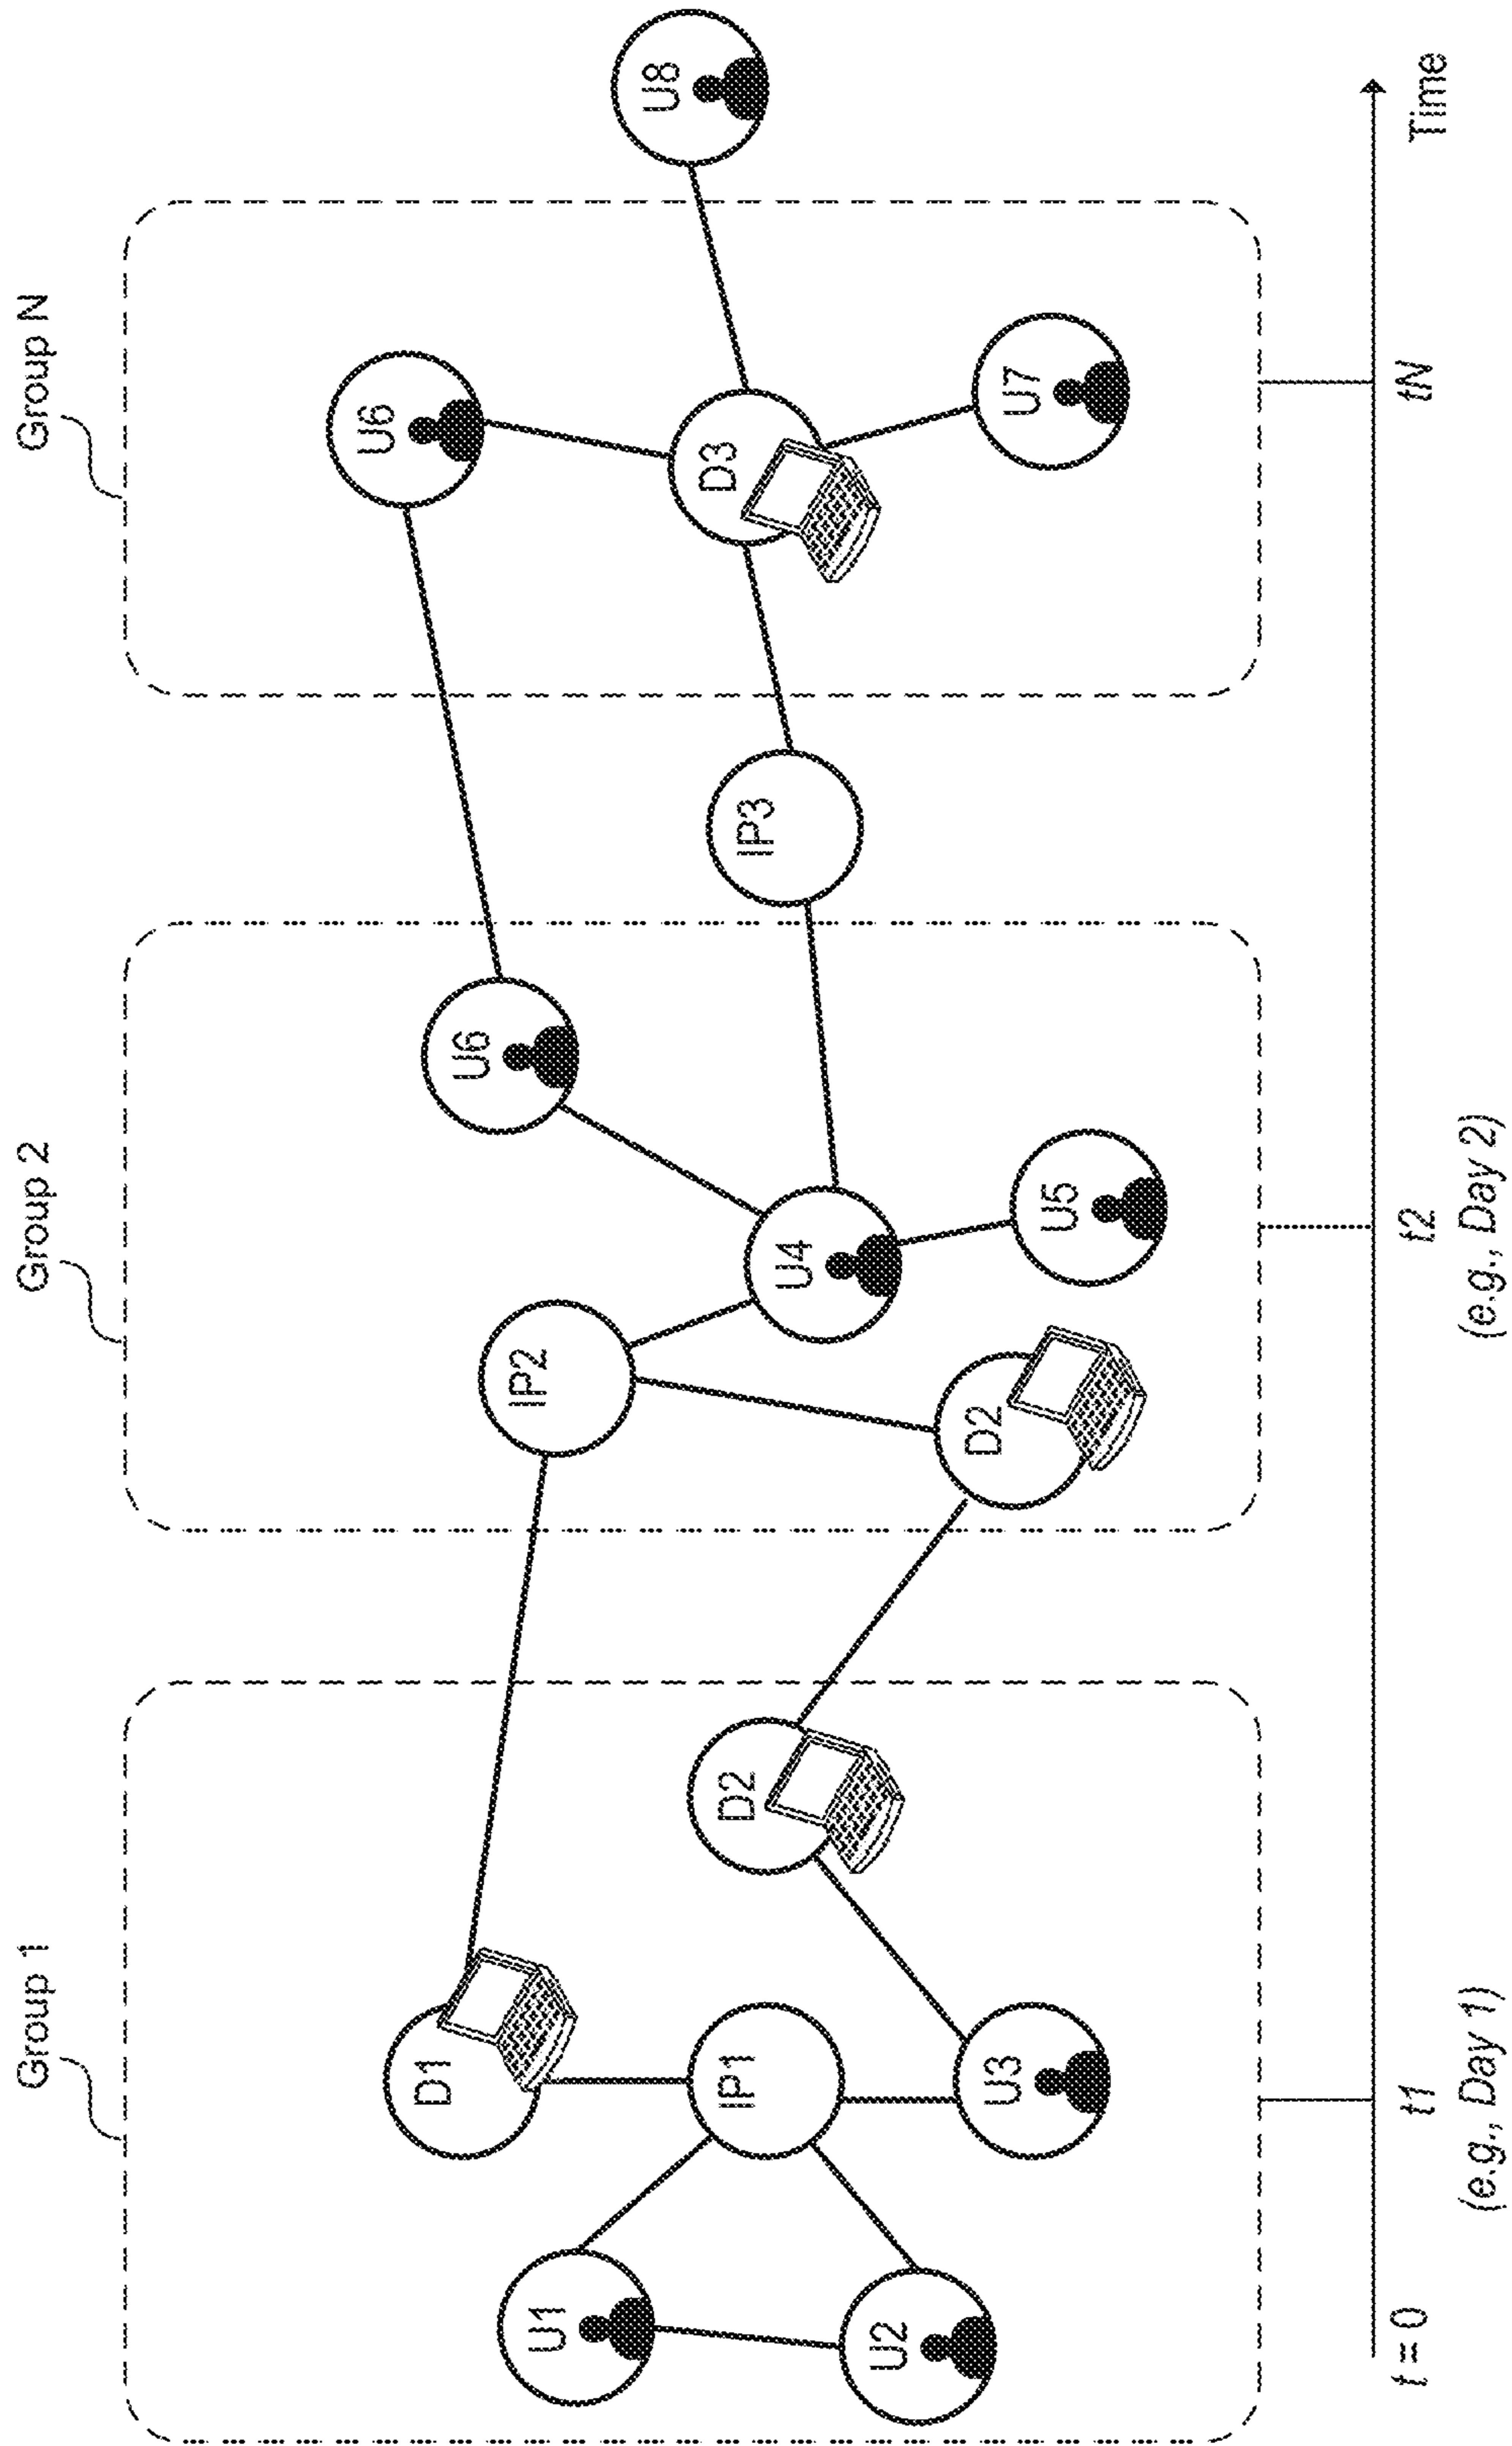 Group 1
Group 2
Group N
U1
U2
D1
IP1
U3
D2
IP2
D2
U4
U6
U5
IP3
U6
D3
U7
U8
t = 0
t1
(e.g., Day 1)
t2
(e.g., Day 2)
tN
Time